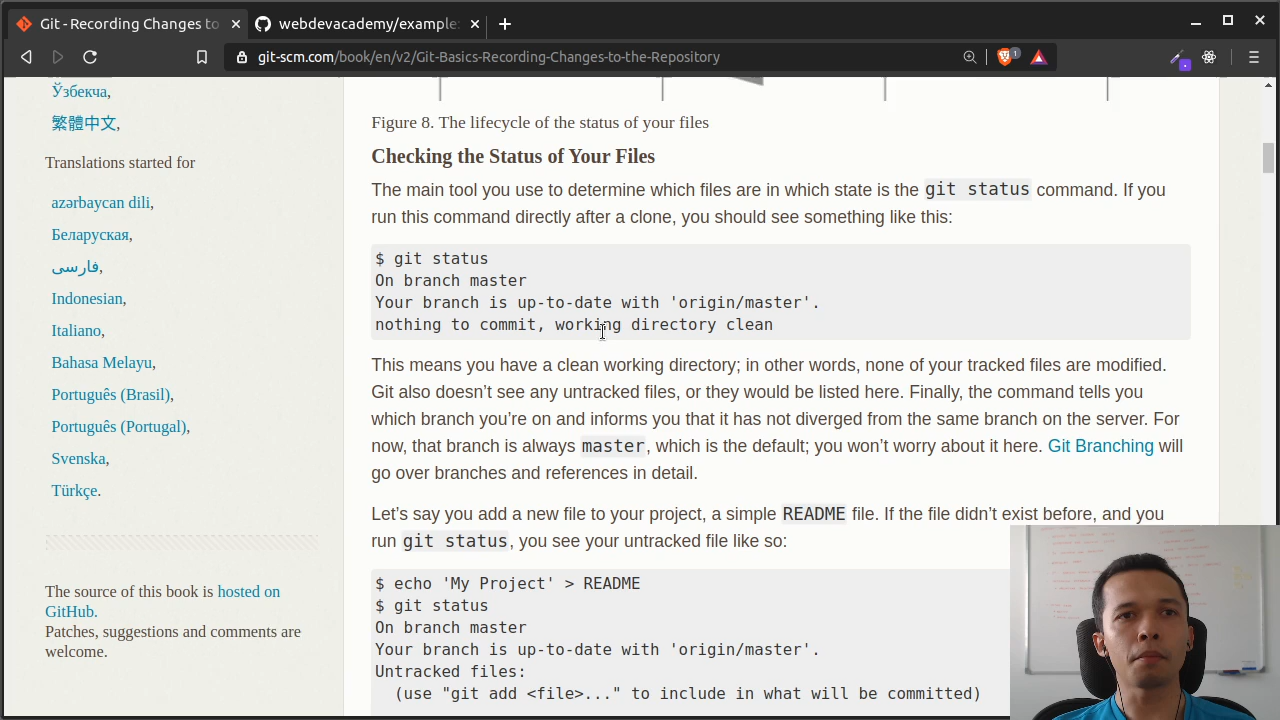 Git - Recording Changes to
webdevacademy/example
git-scm.com/book/en/v2/Git-Basics-Recording-Changes-to-the-Repository
1
Ўзбекча,
繁體中文,
Translations started for
azərbaycan dili,
Беларуская,
فارسی,
Indonesian,
Italiano,
Bahasa Melayu,
Português (Brasil),
Português (Portugal),
Svenska,
Türkçe.
The source of this book is hosted on
GitHub.
Patches, suggestions and comments are
welcome.
Figure 8. The lifecycle of the status of your files
Checking the Status of Your Files
The main tool you use to determine which files are in which state is the git status command. If you
run this command directly after a clone, you should see something like this:
$ git status
On branch master
Your branch is up-to-date with 'origin/master'.
nothing to commit, working directory clean
This means you have a clean working directory; in other words, none of your tracked files are modified.
Git also doesn’t see any untracked files, or they would be listed here. Finally, the command tells you
which branch you’re on and informs you that it has not diverged from the same branch on the server. For
now, that branch is always master, which is the default; you won’t worry about it here. Git Branching will
go over branches and references in detail.
Let’s say you add a new file to your project, a simple README file. If the file didn’t exist before, and you
run git status, you see your untracked file like so:
$ echo 'My Project' > README
$ git status
On branch master
Your branch is up-to-date with 'origin/master'.
Untracked files:
(use "git add <file>..." to include in what will be committed)